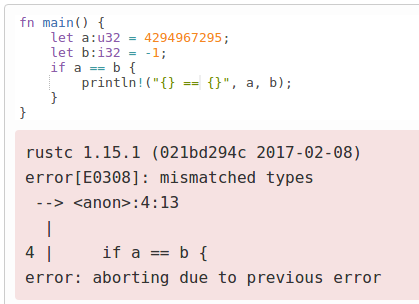 fn main() {
    let a:u32 = 4294967295;
    let b:i32 = -1;
    if a == b {
        println!("{} == {}", a, b);
    }
}
rustc 1.15.1 (021bd294c 2017-02-08)
error[E0308]: mismatched types
 --> <anon>:4:13
  |
4 |     if a == b {
error: aborting due to previous error